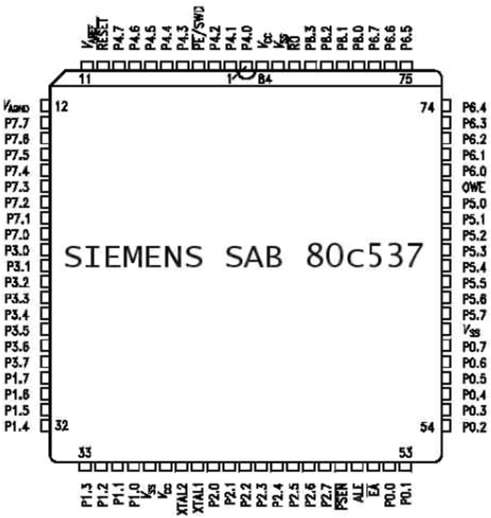 VAREF RESET P4.7 P4.6 P4.5 P4.4 P4.3 PE/SWD P4.2 P4.1 P4.0 VCC VSS RO P8.3 P8.2 P8.1 P8.0 P6.7 P6.6 P6.5
11 1 84 75
VAGND 12 74 P6.4
P7.7 P6.3
P7.6 P6.2
P7.5 P6.1
P7.4 P6.0
P7.3 OWE
P7.2 P5.0
P7.1 P5.1
P7.0 P5.2
P3.0 SIEMENS SAB 80c537 P5.3
P3.1 P5.4
P3.2 P5.5
P3.3 P5.6
P3.4 P5.7
P3.5 VSS
P3.6 P0.7
P3.7 P0.6
P1.7 P0.5
P1.6 P0.4
P1.5 P0.3
P1.4 32 54 P0.2
33 53
P1.3 P1.2 P1.1 P1.0 VSS VCC XTAL2 XTAL1 P2.0 P2.1 P2.2 P2.3 P2.4 P2.5 P2.6 P2.7 PSEN ALE EA P0.0 P0.1